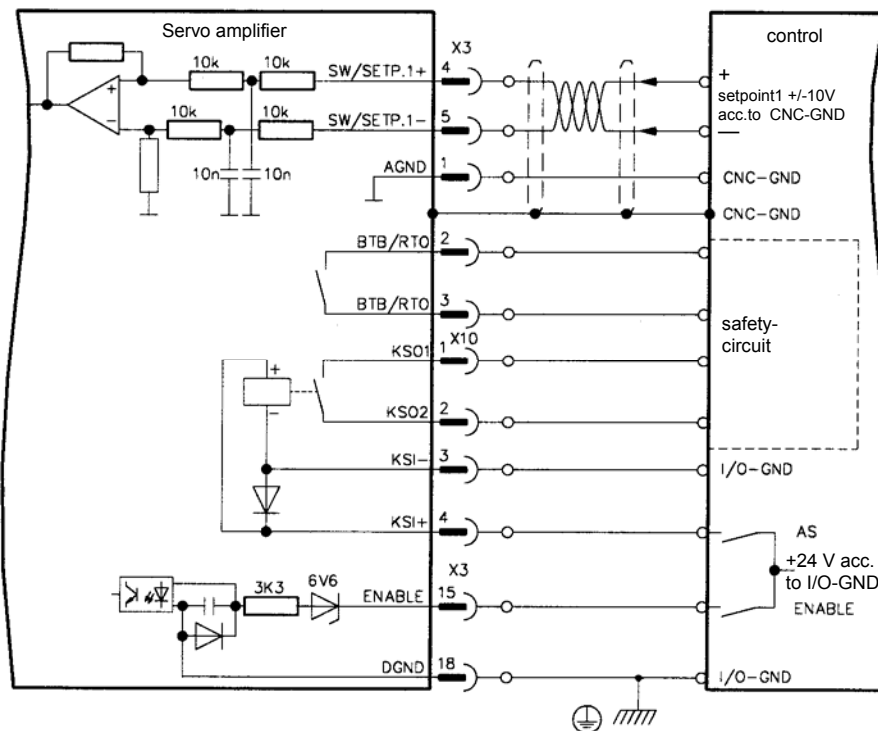 Servo amplifier
control
X3
10k
10k
SW/SETP.1+
4
+
setpoint1 +/-10V
acc.to CNC-GND
—
+
−
10k
10k
SW/SETP.1-
5
10n
10n
AGND
1
CNC-GND
CNC-GND
BTB/RTO
2
BTB/RTO
3
safety-
circuit
X10
KSO1
1
+
−
KSO2
2
KSI-
3
I/O-GND
KSI+
4
AS
+24 V acc.
to I/O-GND
X3
3K3
6V6
ENABLE
15
ENABLE
DGND
18
I/O-GND